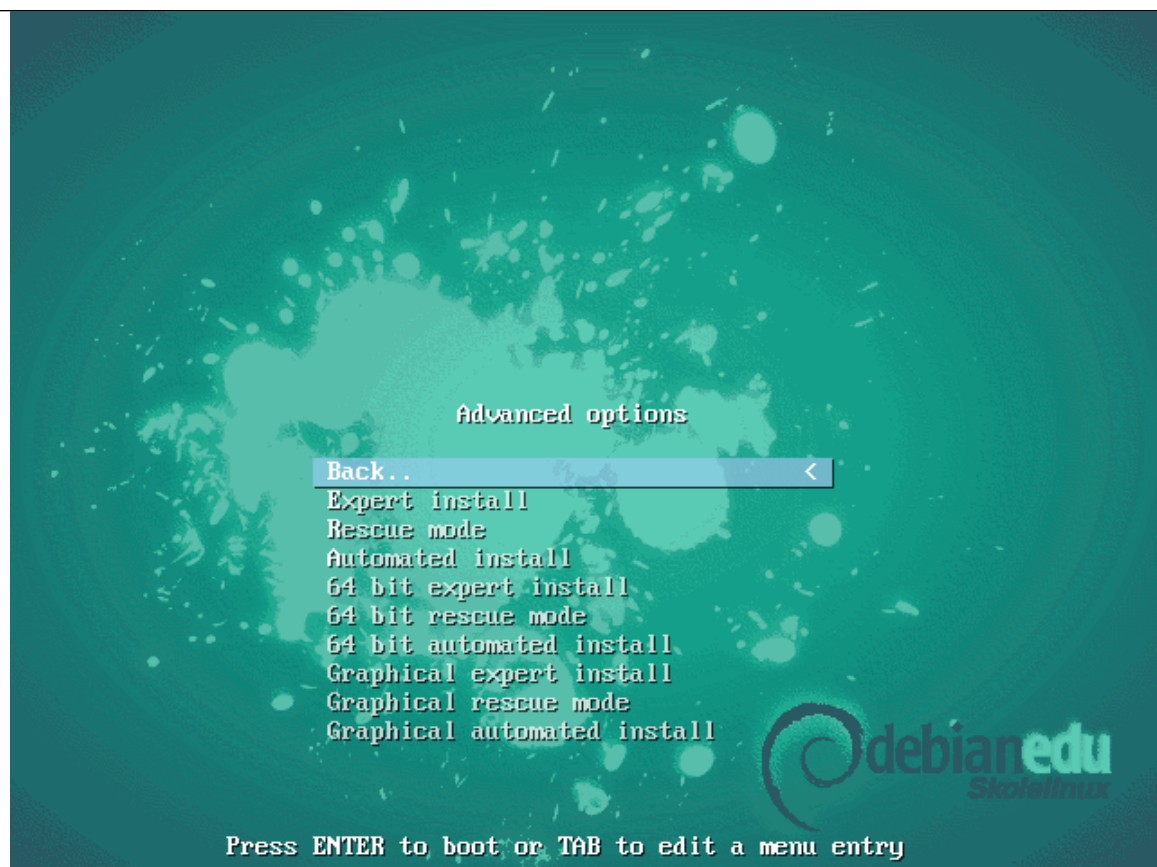 Advanced options
Back.. <
Expert install
Rescue mode
Automated install
64 bit expert install
64 bit rescue mode
64 bit automated install
Graphical expert install
Graphical rescue mode
Graphical automated install
debianedu
Skolelinux
Press ENTER to boot or TAB to edit a menu entry